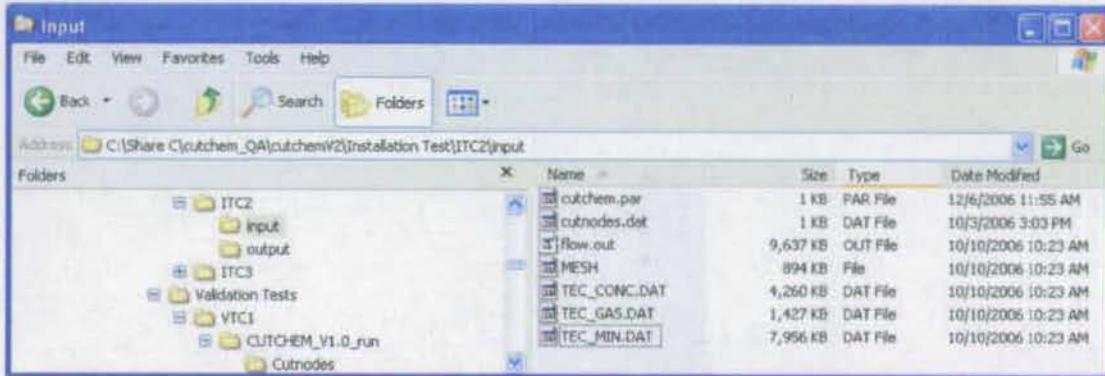 Input
File Edit View Favorites Tools Help
Back Search Folders
Address C:\Share C\cutchem_QA\cutchemV2\Installation Test\ITC2\input Go
Folders x Name Size Type Date Modified
ITC2 cutchem.par 1 KB PAR File 12/6/2006 11:55 AM
input cutnodes.dat 1 KB DAT File 10/3/2006 3:03 PM
output flow.out 9,637 KB OUT File 10/10/2006 10:23 AM
ITC3 MESH 894 KB File 10/10/2006 10:23 AM
Validation Tests TEC_CONC.DAT 4,260 KB DAT File 10/10/2006 10:23 AM
VTC1 TEC_GAS.DAT 1,427 KB DAT File 10/10/2006 10:23 AM
CUTCHEM_V1.0_run TEC_MIN.DAT 7,956 KB DAT File 10/10/2006 10:23 AM
Cutnodes